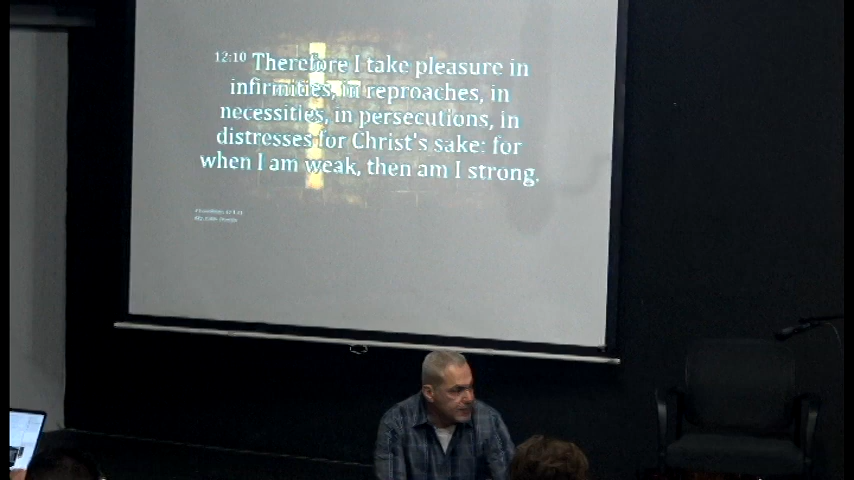 12:10 Therefore I take pleasure in
infirmities, in reproaches, in
necessities, in persecutions, in
distresses for Christ's sake: for
when I am weak, then am I strong.